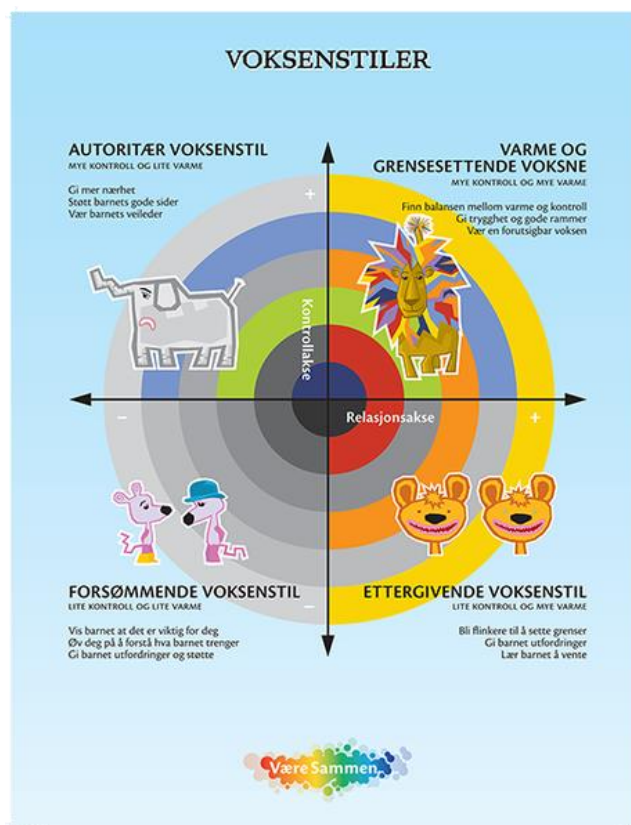 VOKSENSTILER
AUTORITÆR VOKSENSTIL
MYE KONTROLL OG LITE VARME
Gi mer nærhet
Støtt barnets gode sider
Vær barnets veileder
VARME OG
GRENSESETTENDE VOKSNE
MYE KONTROLL OG MYE VARME
Finn balansen mellom varme og kontroll
Gi trygghet og gode rammer
Vær en forutsigbar voksen
+
Kontrollakse
–
Relasjonsakse
+
–
FORSØMMENDE VOKSENSTIL
LITE KONTROLL OG LITE VARME
Vis barnet at det er viktig for deg
Øv deg på å forstå hva barnet trenger
Gi barnet utfordringer og støtte
ETTERGIVENDE VOKSENSTIL
LITE KONTROLL OG MYE VARME
Bli flinkere til å sette grenser
Gi barnet utfordringer
Lær barnet å vente
Være Sammen